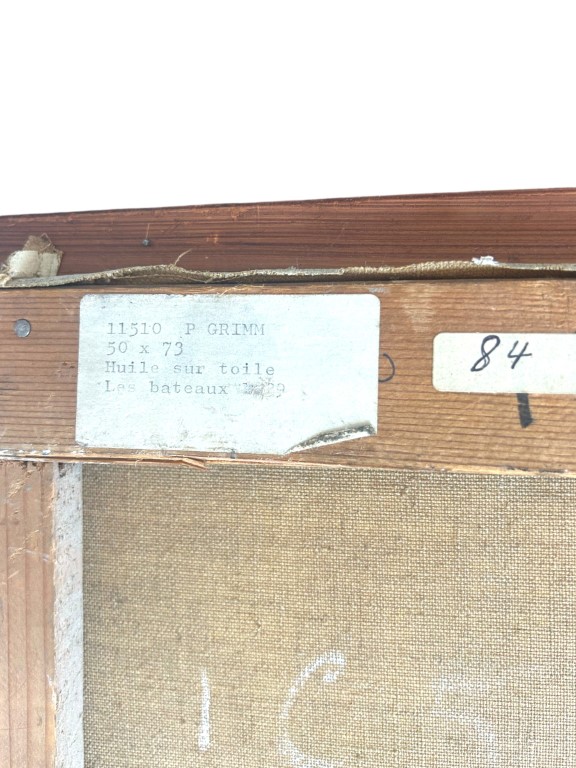 11510 P GRIMM
50 x 73
Huile sur toile
Les bateaux
84